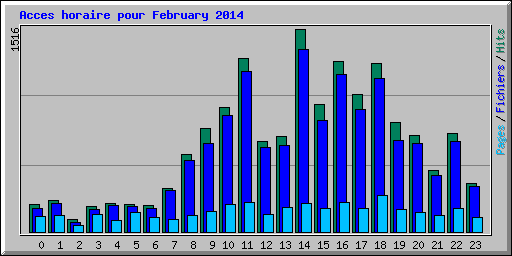 Acces horaire pour February 2014
1516
Pages / Fichiers / Hits
0 1 2 3 4 5 6 7 8 9 10 11 12 13 14 15 16 17 18 19 20 21 22 23